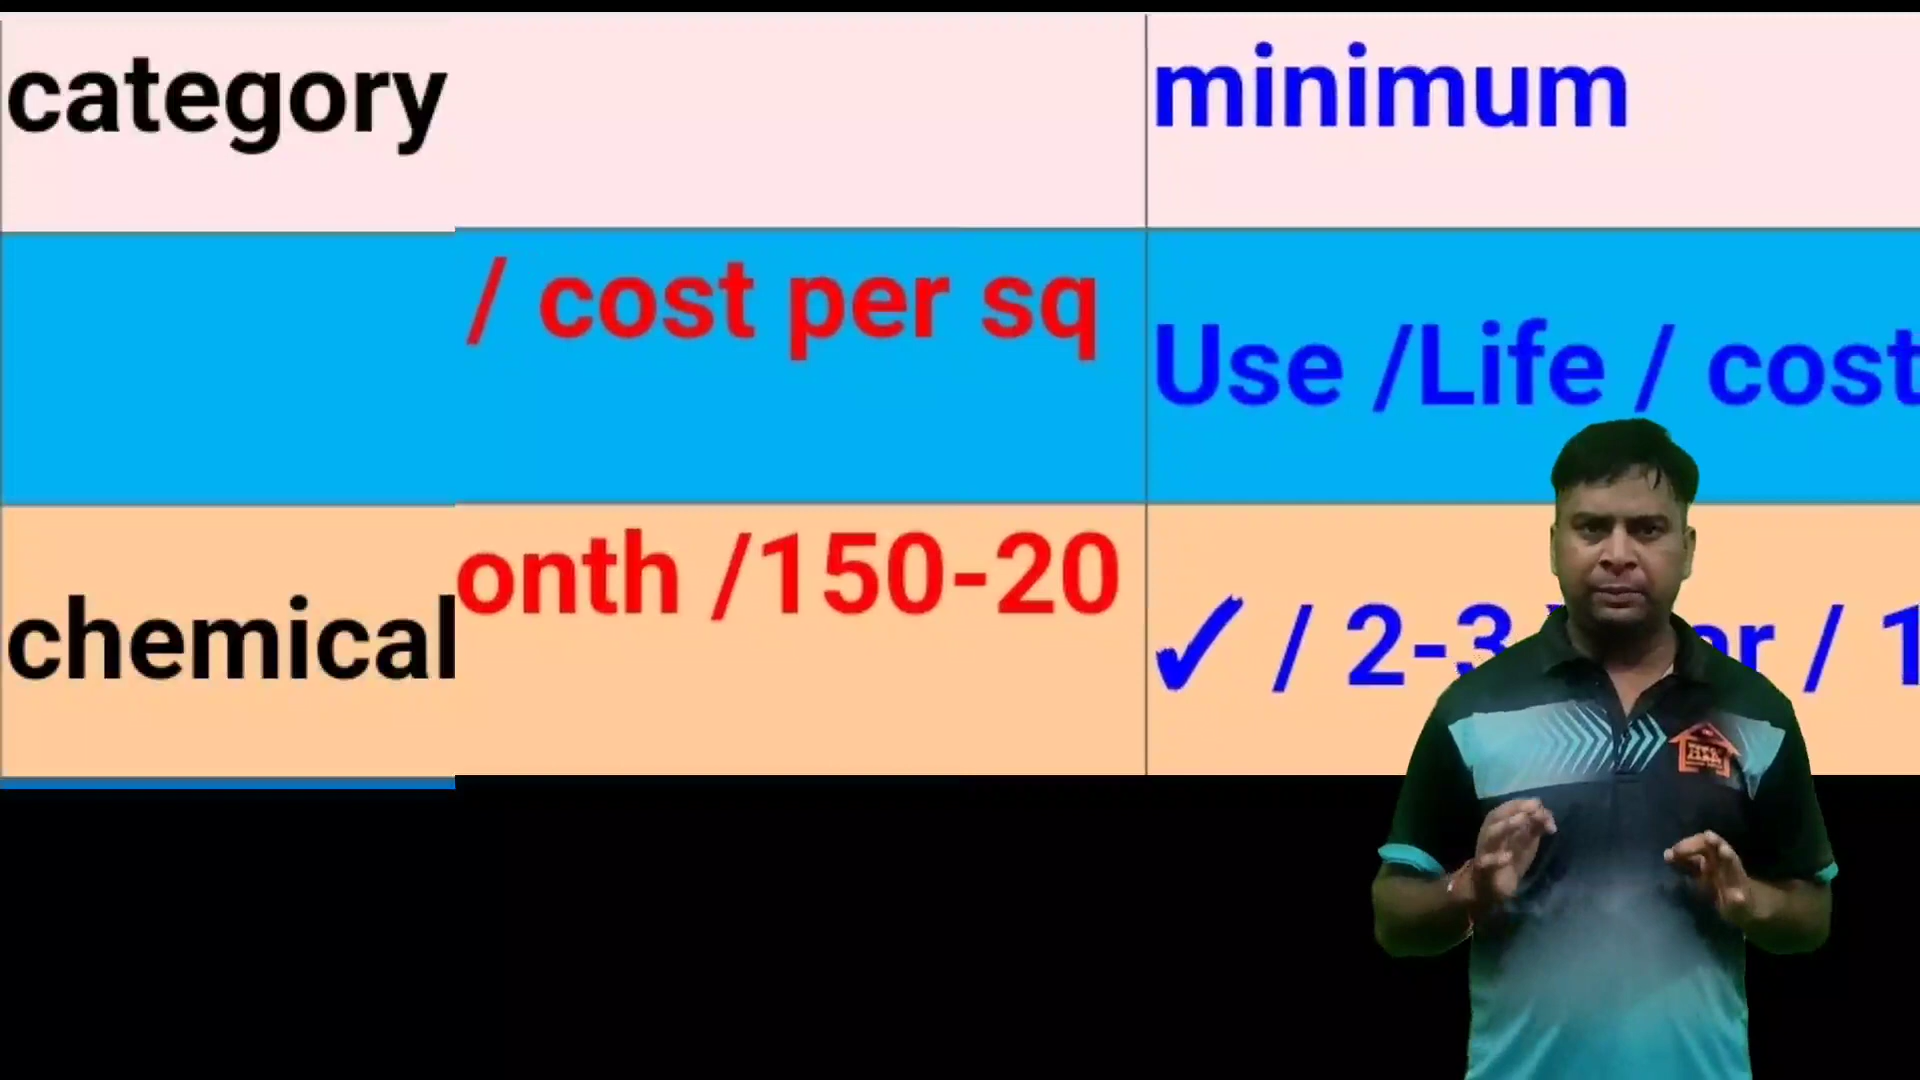 category
minimum
/ cost per sq
Use /Life / cost
onth /150-20
chemical
✓ / 2-3
/ 1